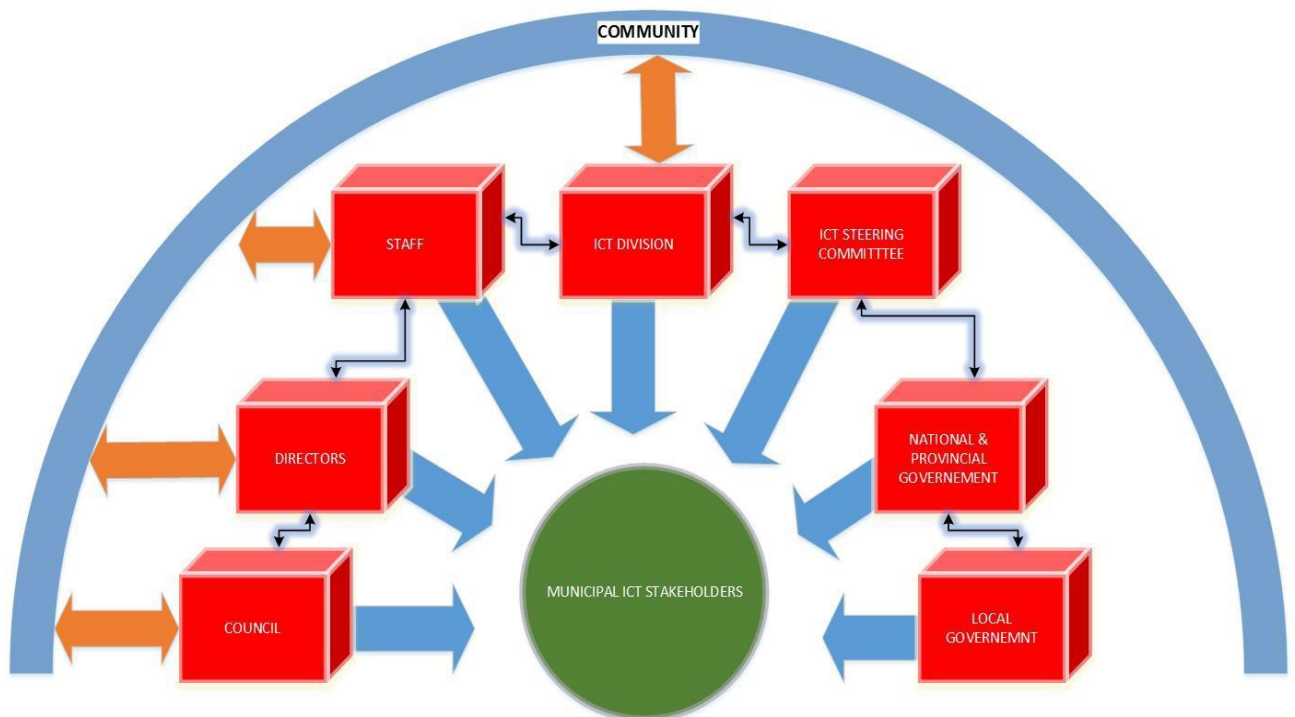 COMMUNITY
STAFF
ICT DIVISION
ICT STEERING
COMMITTTEE
DIRECTORS
NATIONAL &
PROVINCIAL
GOVERNEMENT
COUNCIL
MUNICIPAL ICT STAKEHOLDERS
LOCAL
GOVERNEMNT